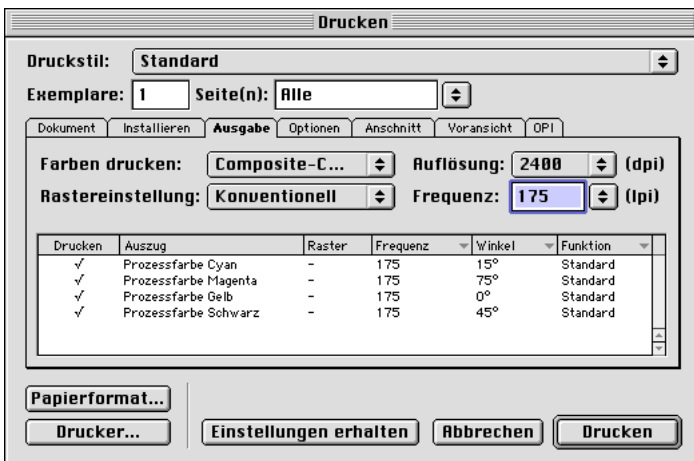 Drucken
Druckstil: Standard
Exemplare: 1 Seite(n): Alle
Dokument Installieren Ausgabe Optionen Anschnitt Voransicht OPI
Farben drucken: Composite-C... Auflösung: 2400 (dpi)
Rastereinstellung: Konventionell Frequenz: 175 (lpi)
Drucken Auszug Raster Frequenz Winkel Funktion
√ Prozessfarbe Cyan - 175 15° Standard
√ Prozessfarbe Magenta - 175 75° Standard
√ Prozessfarbe Gelb - 175 0° Standard
√ Prozessfarbe Schwarz - 175 45° Standard
Papierformat...
Drucker... Einstellungen erhalten Abbrechen Drucken